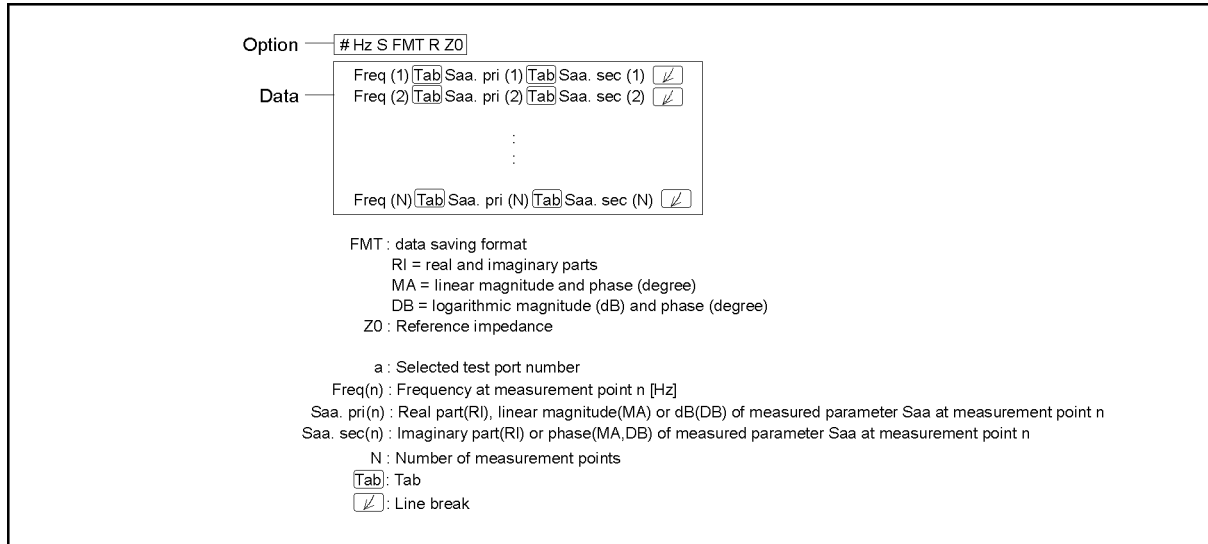 Option # Hz S FMT R Z0
Freq (1) Tab Saa. pri (1) Tab Saa. sec (1)
Data Freq (2) Tab Saa. pri (2) Tab Saa. sec (2)
:
:
Freq (N) Tab Saa. pri (N) Tab Saa. sec (N)
FMT : data saving format
RI = real and imaginary parts
MA = linear magnitude and phase (degree)
DB = logarithmic magnitude (dB) and phase (degree)
Z0 : Reference impedance
a : Selected test port number
Freq(n) : Frequency at measurement point n [Hz]
Saa. pri(n) : Real part(RI), linear magnitude(MA) or dB(DB) of measured parameter Saa at measurement point n
Saa. sec(n) : Imaginary part(RI) or phase(MA,DB) of measured parameter Saa at measurement point n
N : Number of measurement points
Tab : Tab
: Line break